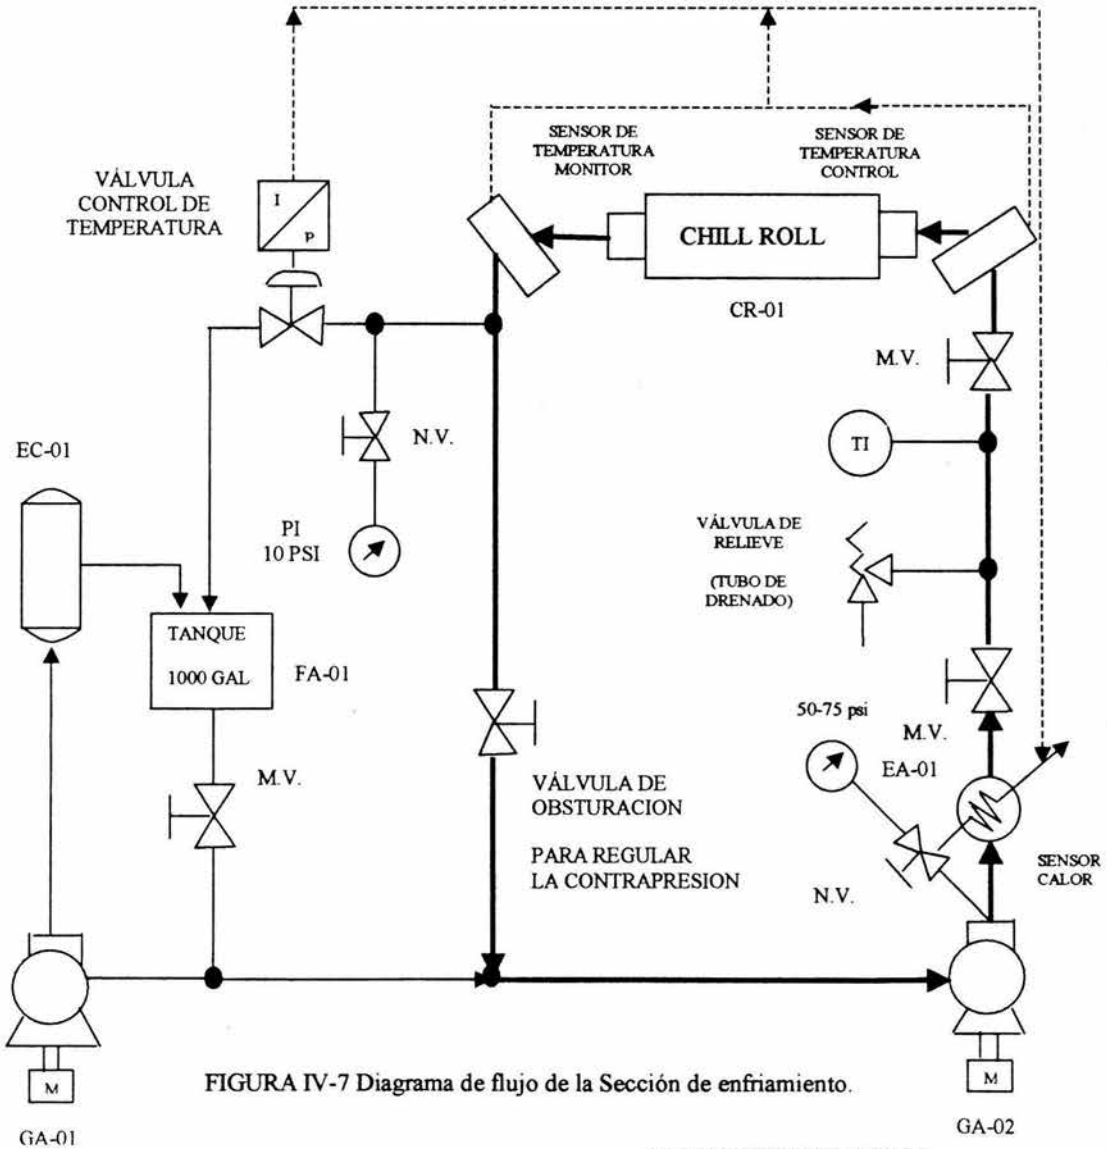 SENSOR DE
TEMPERATURA
MONITOR
SENSOR DE
TEMPERATURA
CONTROL
VÁLVULA
CONTROL DE
TEMPERATURA
I
P
CHILL ROLL
CR-01
M.V.
N.V.
TI
EC-01
PI
10 PSI
VÁLVULA DE
RELIEVE
(TUBO DE
DRENADO)
TANQUE
1000 GAL
FA-01
50-75 psi
M.V.
EA-01
M.V.
VÁLVULA DE
OBSTURACION
PARA REGULAR
LA CONTRAPRESION
SENSOR
CALOR
N.V.
M
FIGURA IV-7 Diagrama de flujo de la Sección de enfriamiento.
M
GA-01
GA-02